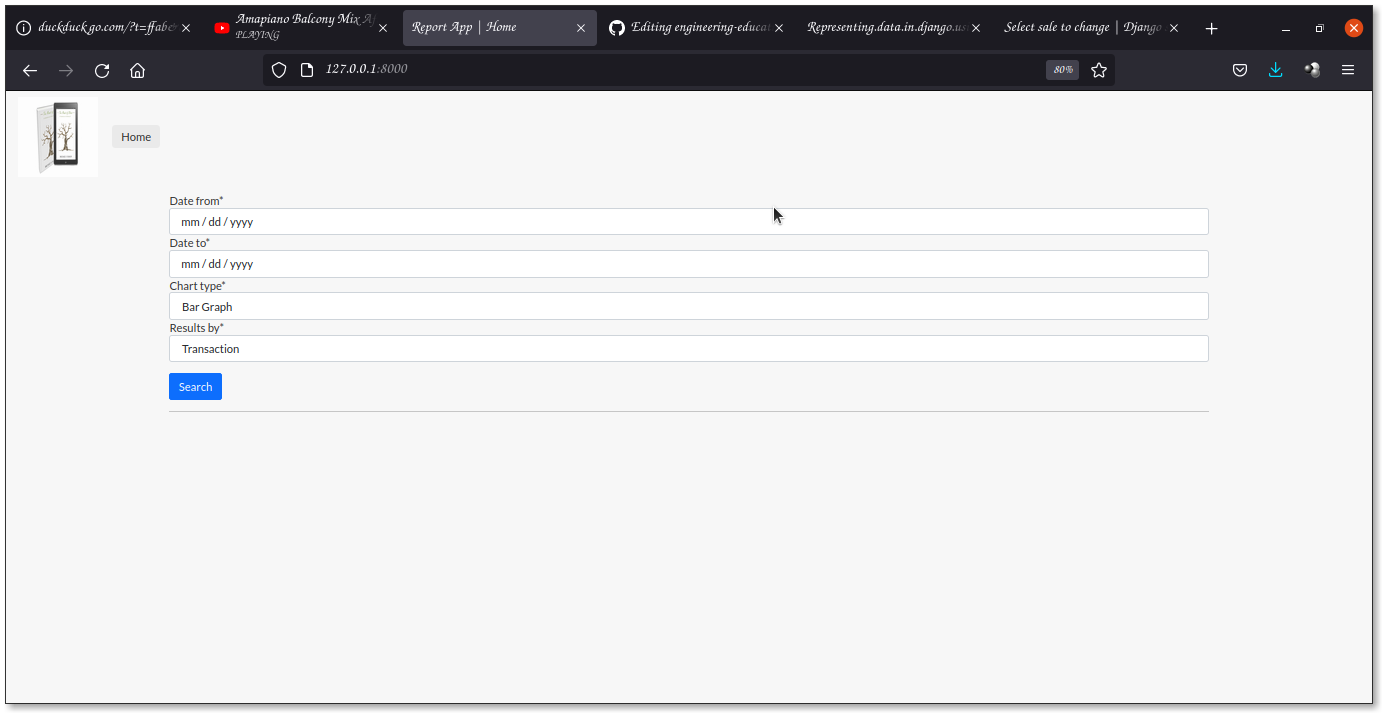 duckduckgo.com/?t=ffab&
Amapiano Balcony Mix Af
PLAYING
Report App | Home
Editing engineering-educat
Representing.data.in.django.us
Select sale to change | Django
127.0.0.1:8000
80%
Home
Date from*
mm / dd / yyyy
Date to*
mm / dd / yyyy
Chart type*
Bar Graph
Results by*
Transaction
Search